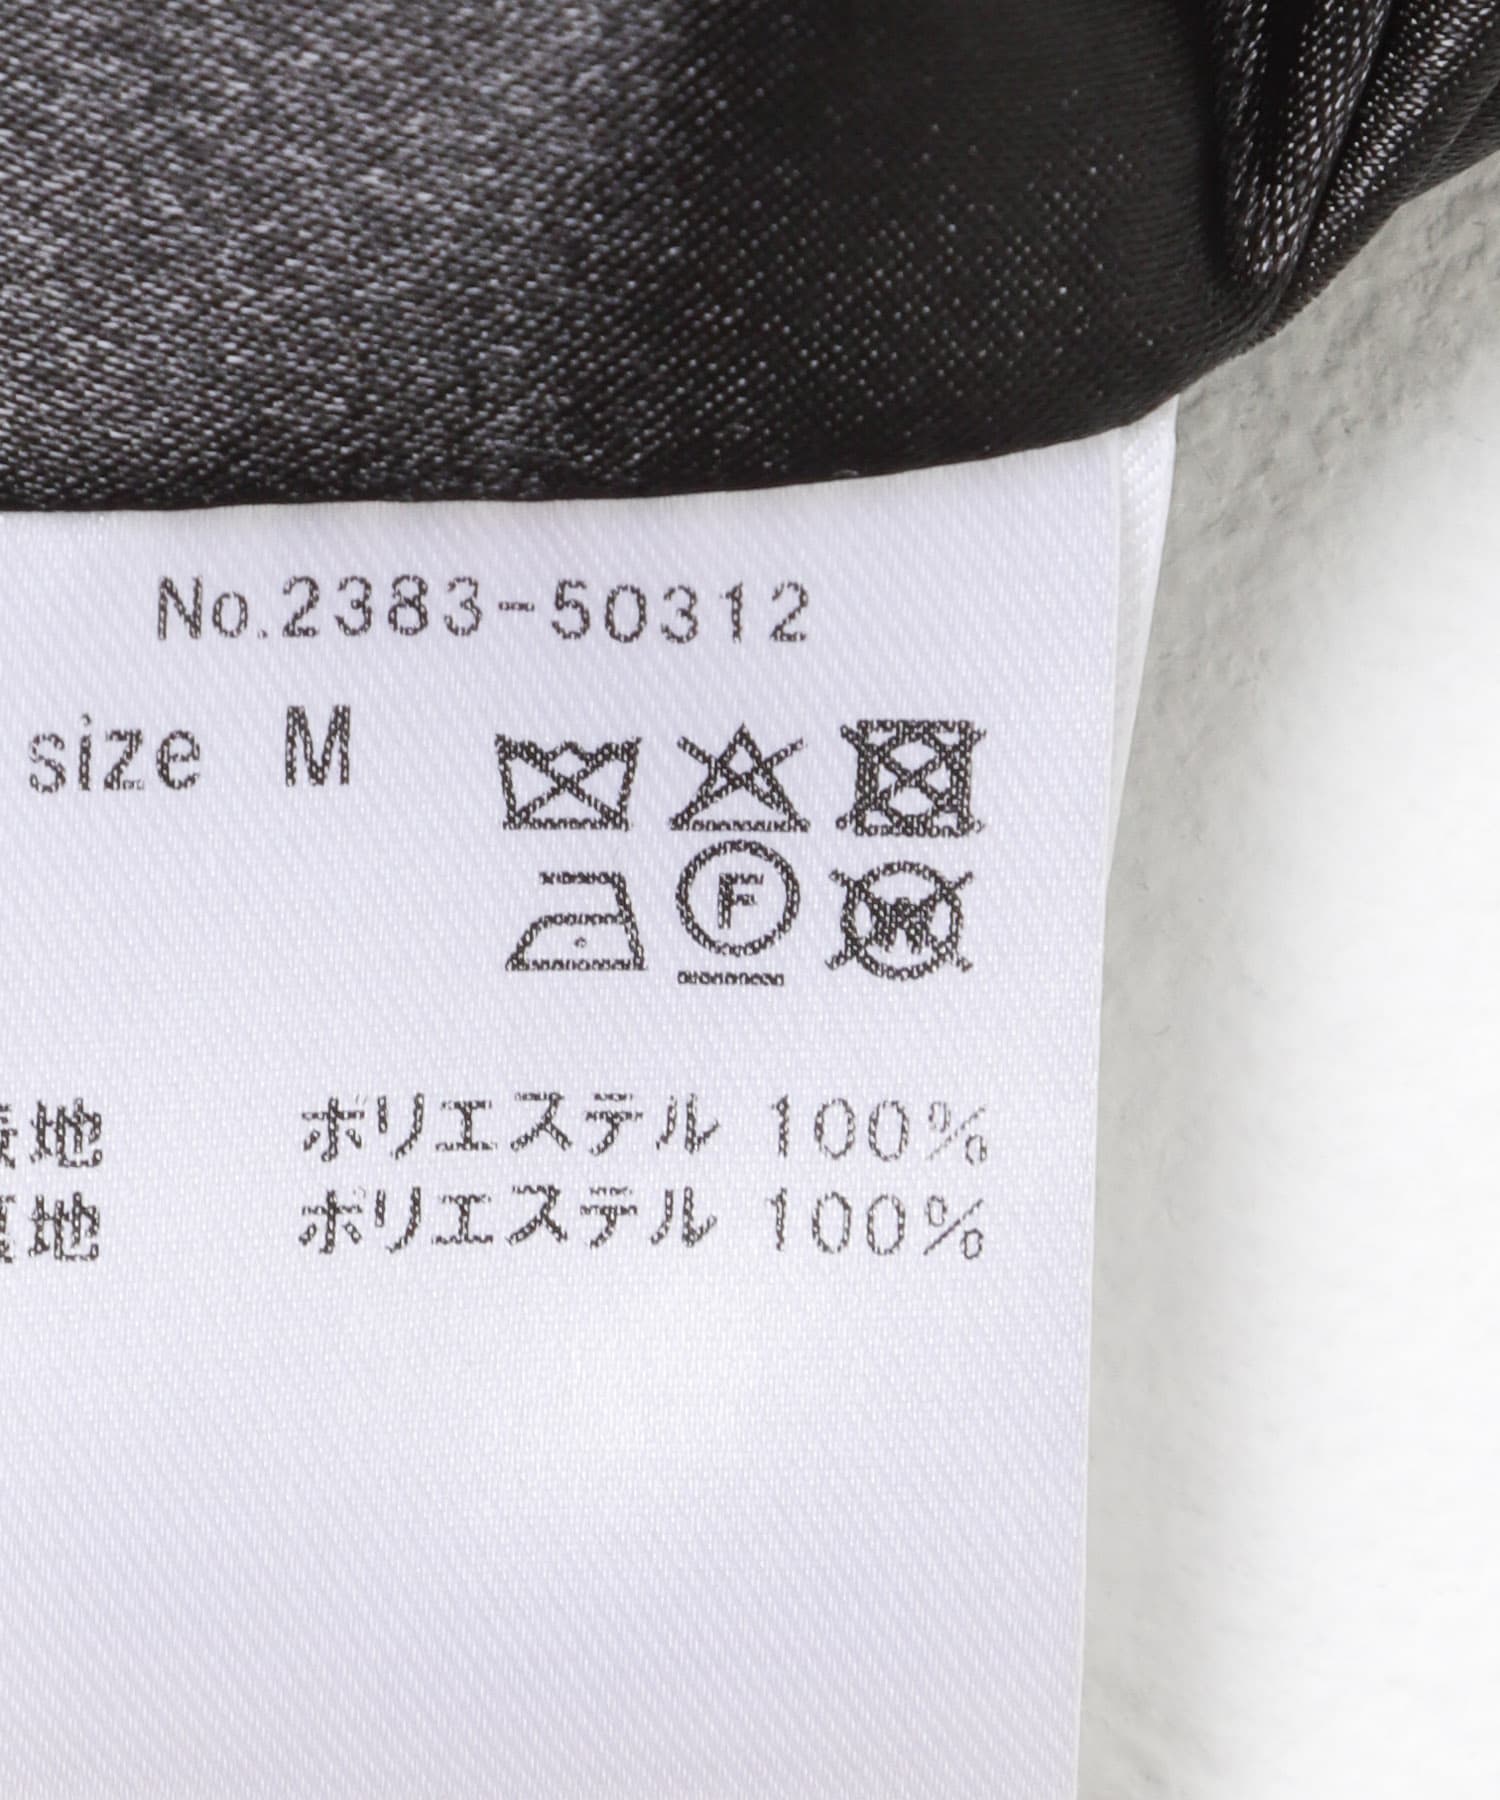 No.2383-50312
size M
F
W
地 ポリエステル 100%
地 ポリエステル 100%